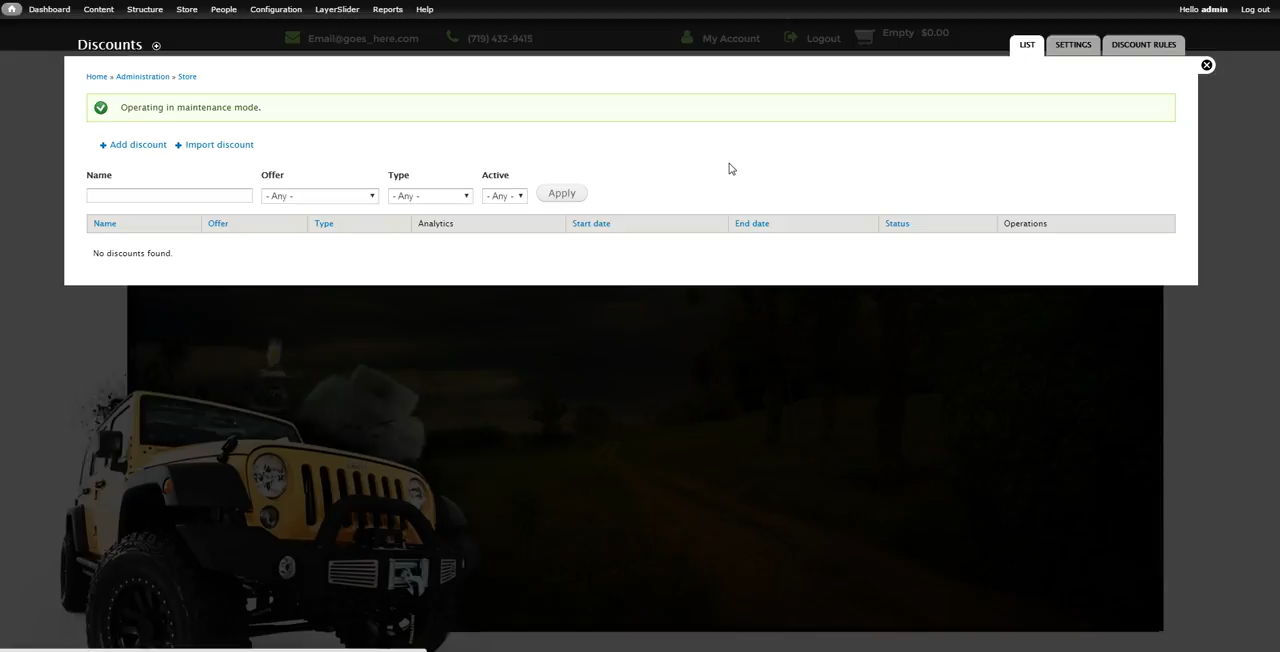 Dashboard Content Structure Store People Configuration LayerSlider Reports Help Hello admin Log out
Email@goes_here.com (719) 432-9415 My Account Logout Empty $0.00
Discounts LIST SETTINGS DISCOUNT RULES
Home » Administration » Store
Operating in maintenance mode.
Add discount Import discount
Name Offer Type Active
- Any - - Any - - Any - Apply
Name Offer Type Analytics Start date End date Status Operations
No discounts found.